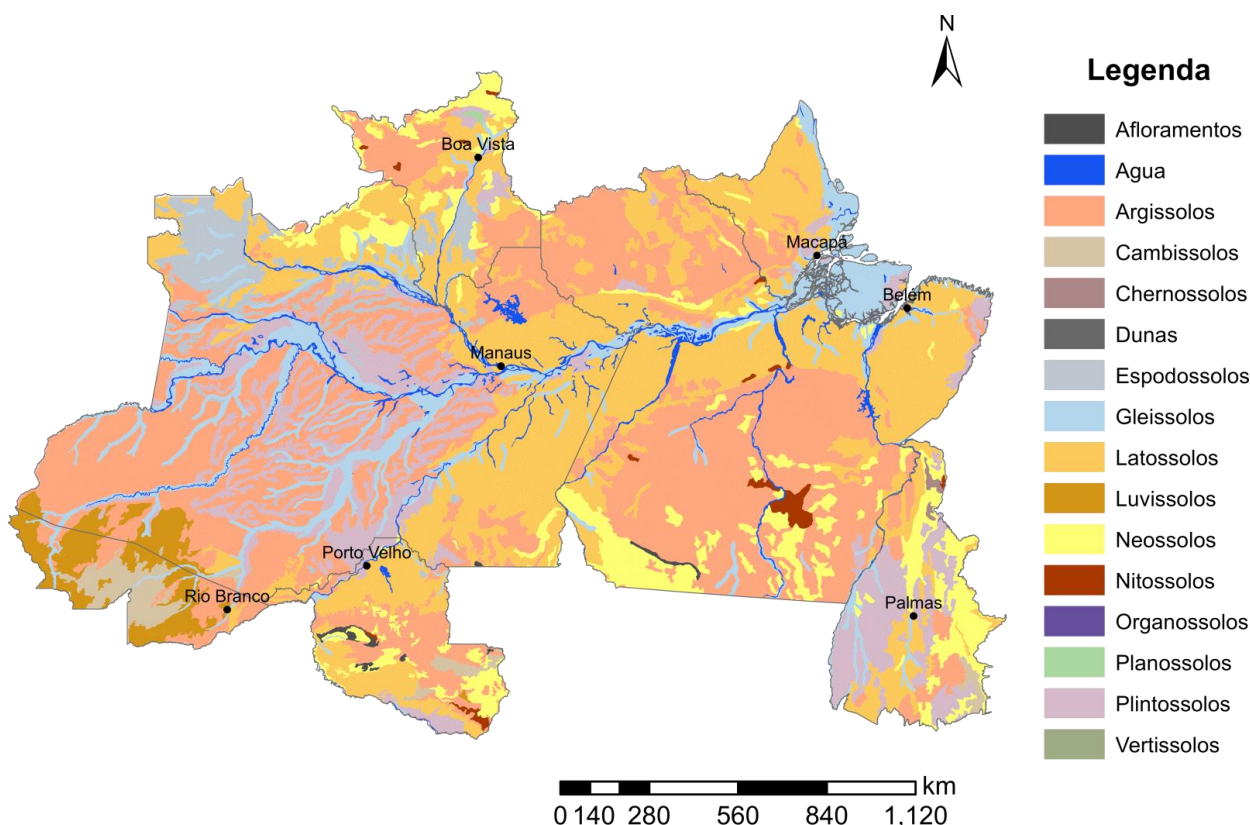 N
Legenda
Afloramentos
Agua
Argissolos
Cambissolos
Chernossolos
Dunas
Espodossolos
Gleissolos
Latossolos
Luvissolos
Neossolos
Nitossolos
Organossolos
Planossolos
Plintossolos
Vertissolos
Boa Vista
Macapá
Belém
Manaus
Porto Velho
Rio Branco
Palmas
km
0 140 280 560 840 1,120